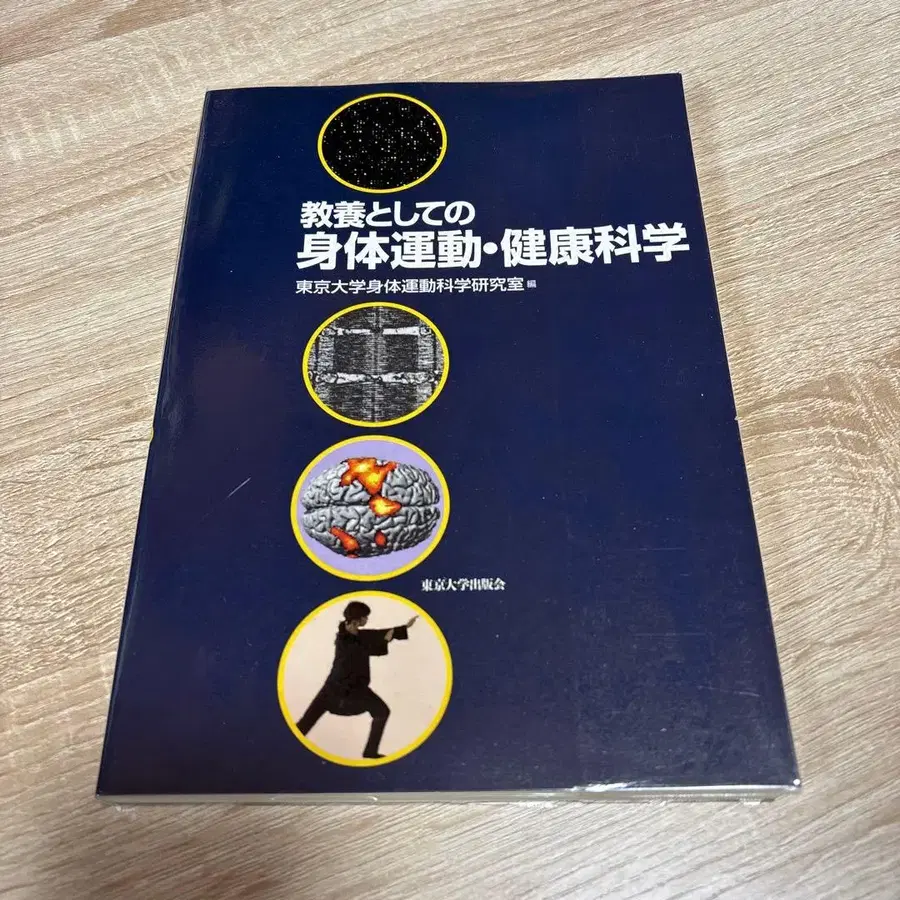 教養としての
身体運動・健康科学
東京大学身体運動科学研究室 編
東京大学出版会